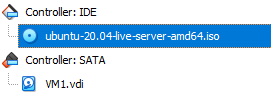 Controller: IDE
ubuntu-20.04-live-server-amd64.iso
Controller: SATA
VM1.vdi